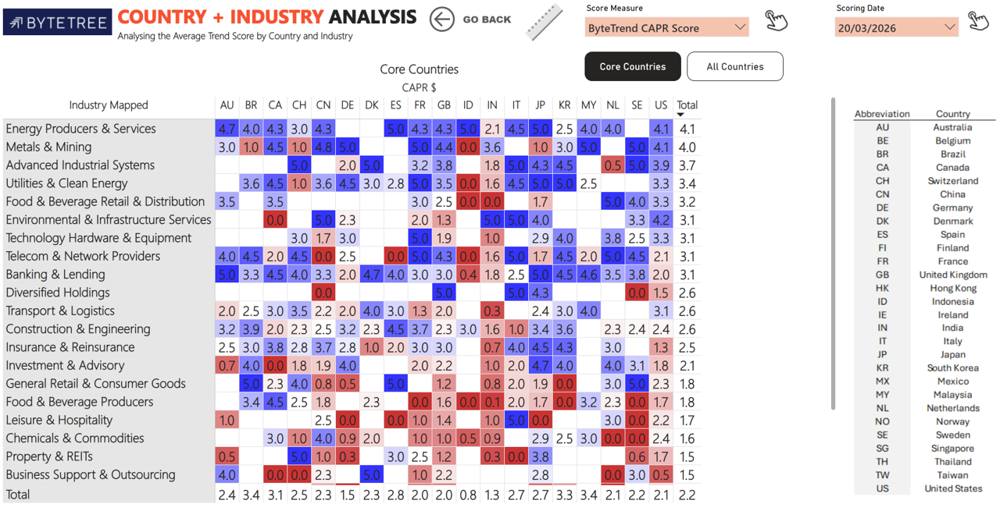 BYTETREE
COUNTRY + INDUSTRY ANALYSIS
Analysing the Average Trend Score by Country and Industry
GO BACK
Score Measure
ByteTrend CAPR Score
Scoring Date
20/03/2026
Core Countries
All Countries
Core Countries
CAPR $
Industry Mapped AU BR CA CH CN DE DK ES FR GB ID IN IT JP KR MY NL SE US Total
Energy Producers & Services 4.7 4.0 4.3 3.0 4.3 5.0 4.3 4.3 5.0 2.1 4.5 5.0 2.5 4.0 4.0 4.1 4.1
Metals & Mining 3.0 1.0 4.5 1.0 4.8 5.0 5.0 4.4 0.0 3.6 1.0 3.0 5.0 5.0 4.1 4.0
Advanced Industrial Systems 5.0 2.0 5.0 3.2 3.8 1.8 5.0 4.3 4.5 0.5 5.0 3.9 3.7
Utilities & Clean Energy 3.6 4.5 1.0 3.6 4.5 3.0 2.8 5.0 3.5 0.0 1.6 4.5 5.0 5.0 2.5 3.3 3.4
Food & Beverage Retail & Distribution 3.5 3.5 3.0 2.5 0.0 0.0 1.7 5.0 4.0 3.3 3.2
Environmental & Infrastructure Services 0.0 5.0 2.3 2.0 1.3 5.0 5.0 4.0 3.3 4.2 3.1
Technology Hardware & Equipment 3.0 1.7 3.0 5.0 1.9 1.0 2.9 4.0 3.8 2.5 3.3 3.1
Telecom & Network Providers 4.0 4.5 2.0 4.5 0.0 2.5 0.0 5.0 4.3 0.0 1.6 5.0 1.7 4.5 2.0 5.0 4.5 2.1 3.1
Banking & Lending 5.0 3.3 4.5 4.0 3.3 2.0 4.7 4.0 3.0 3.0 0.4 1.8 2.5 5.0 4.5 4.6 3.5 3.8 2.0 3.1
Diversified Holdings 0.0 5.0 5.0 4.3 0.0 1.5 2.6
Transport & Logistics 2.0 2.5 3.0 3.5 2.2 2.0 4.0 3.0 1.3 2.0 0.3 2.4 3.0 4.0 3.1 2.6
Construction & Engineering 3.2 3.9 2.0 2.3 2.5 3.2 2.3 4.5 3.7 2.3 3.0 1.6 1.0 3.4 3.6 2.3 2.4 2.4 2.6
Insurance & Reinsurance 2.5 3.0 3.8 2.8 3.7 2.8 1.0 2.0 3.0 3.0 0.7 4.0 4.5 4.3 3.0 1.3 2.5
Investment & Advisory 0.7 4.0 0.0 1.8 1.9 4.0 2.0 2.2 1.0 2.0 4.7 4.0 4.0 3.1 1.8 2.1
General Retail & Consumer Goods 5.0 2.3 4.0 0.8 0.5 5.0 1.2 0.8 2.0 1.9 0.0 3.0 5.0 2.3 1.8
Food & Beverage Producers 3.4 4.5 2.5 1.8 2.3 0.0 1.6 0.0 0.1 2.0 1.7 0.0 3.2 2.3 0.0 1.7 1.8
Leisure & Hospitality 1.0 2.5 0.0 0.0 1.0 1.4 1.0 5.0 0.0 3.0 0.0 2.2 1.7
Chemicals & Commodities 3.0 1.0 4.0 0.9 2.0 1.0 1.0 0.5 0.9 2.9 2.5 3.0 0.0 0.0 2.4 1.6
Property & REITs 0.5 5.0 1.0 0.3 3.0 2.5 1.2 0.3 0.0 3.8 0.6 1.7 1.5
Business Support & Outsourcing 4.0 0.0 0.0 2.3 5.0 1.0 2.2 2.8 0.0 3.0 0.5 1.5
Total 2.4 3.4 3.1 2.5 2.3 1.5 2.3 2.8 2.0 2.0 0.8 1.3 2.7 2.7 3.3 3.4 2.1 2.2 2.1 2.2
Abbreviation Country
AU Australia
BE Belgium
BR Brazil
CA Canada
CH Switzerland
CN China
DE Germany
DK Denmark
ES Spain
FI Finland
FR France
GB United Kingdom
HK Hong Kong
ID Indonesia
IE Ireland
IN India
IT Italy
JP Japan
KR South Korea
MX Mexico
MY Malaysia
NL Netherlands
NO Norway
SE Sweden
SG Singapore
TH Thailand
TW Taiwan
US United States